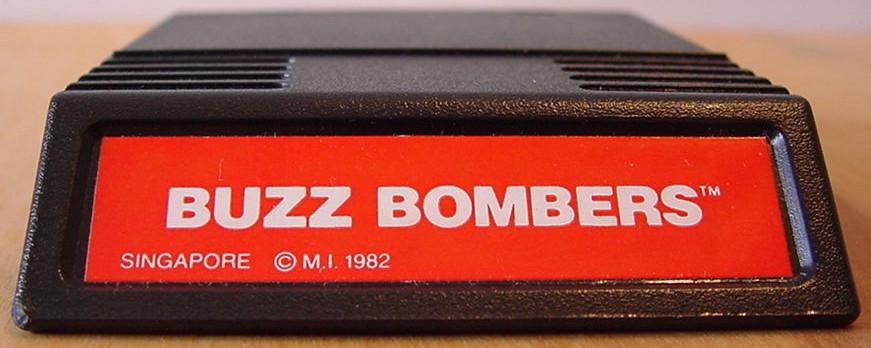 BUZZ BOMBERS™
SINGAPORE © M.I. 1982